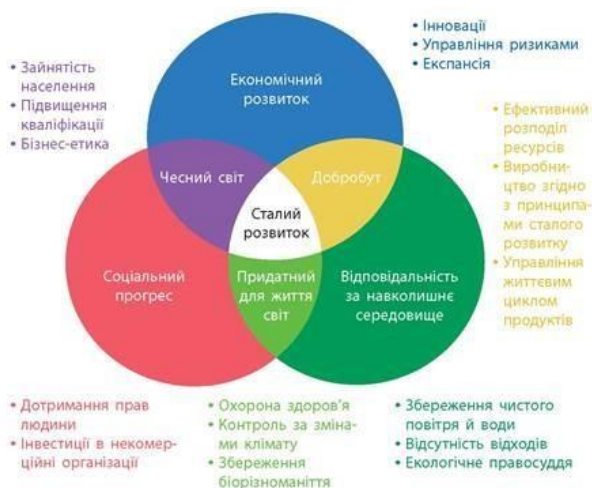 • Інновації
• Управління ризиками
• Експансія
• Зайнятість
населення
• Підвищення
кваліфікації
• Бізнес-етика
Економічний
розвиток
• Ефективний
розподіл
ресурсів
• Виробни-
цтво згідно
з принципа-
ми сталого
розвитку
• Управління
життєвим
циклом
продуктів
Чесний світ
Добробут
Сталий
розвиток
Соціальний
прогрес
Придатний
для життя
світ
Відповідальність
за навколишнє
середовище
• Дотримання прав
людини
• Інвестиції в некомер-
ційні організації
• Охорона здоров'я
• Контроль за зміна-
ми клімату
• Збереження
біорізноманіття
• Збереження чистого
повітря й води
• Відсутність відходів
• Екологічне правосуддя